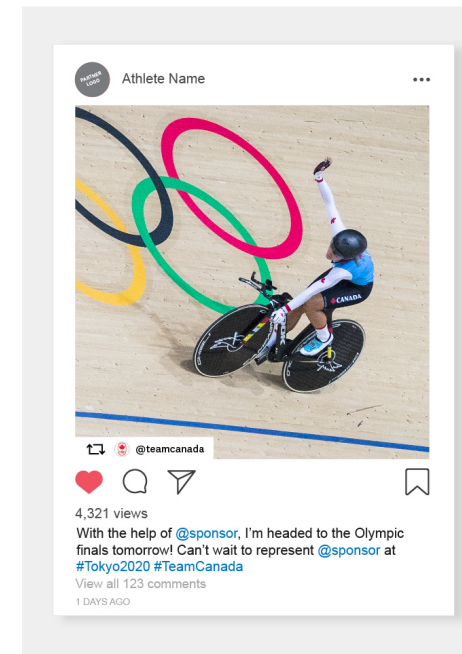 PARTNER
LOGO
Athlete Name
CANADA
@teamcanada
4,321 views
With the help of @sponsor, I'm headed to the Olympic
finals tomorrow! Can't wait to represent @sponsor at
#Tokyo2020 #TeamCanada
View all 123 comments
1 DAYS AGO